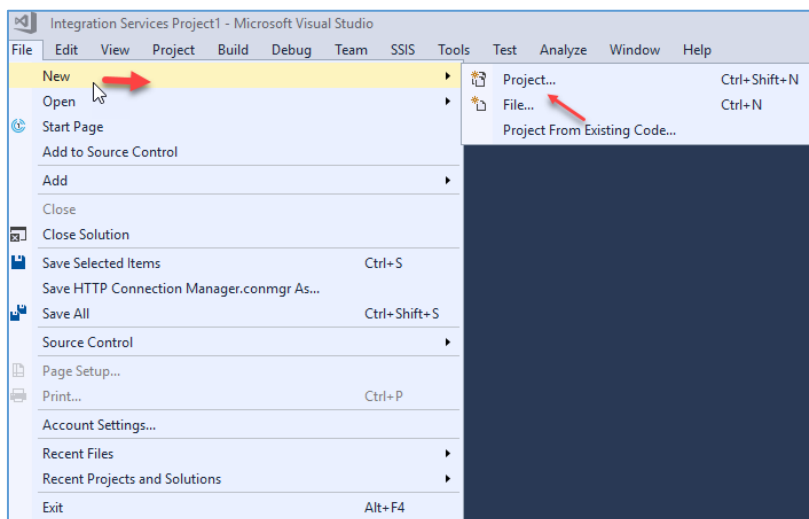 Integration Services Project1 - Microsoft Visual Studio
File Edit View Project Build Debug Team SSIS Tools Test Analyze Window Help
New
Project... Ctrl+Shift+N
Open
File... Ctrl+N
Start Page
Project From Existing Code...
Add to Source Control
Add
Close
Close Solution
Save Selected Items Ctrl+S
Save HTTP Connection Manager.conmgr As...
Save All Ctrl+Shift+S
Source Control
Page Setup...
Print... Ctrl+P
Account Settings...
Recent Files
Recent Projects and Solutions
Exit Alt+F4